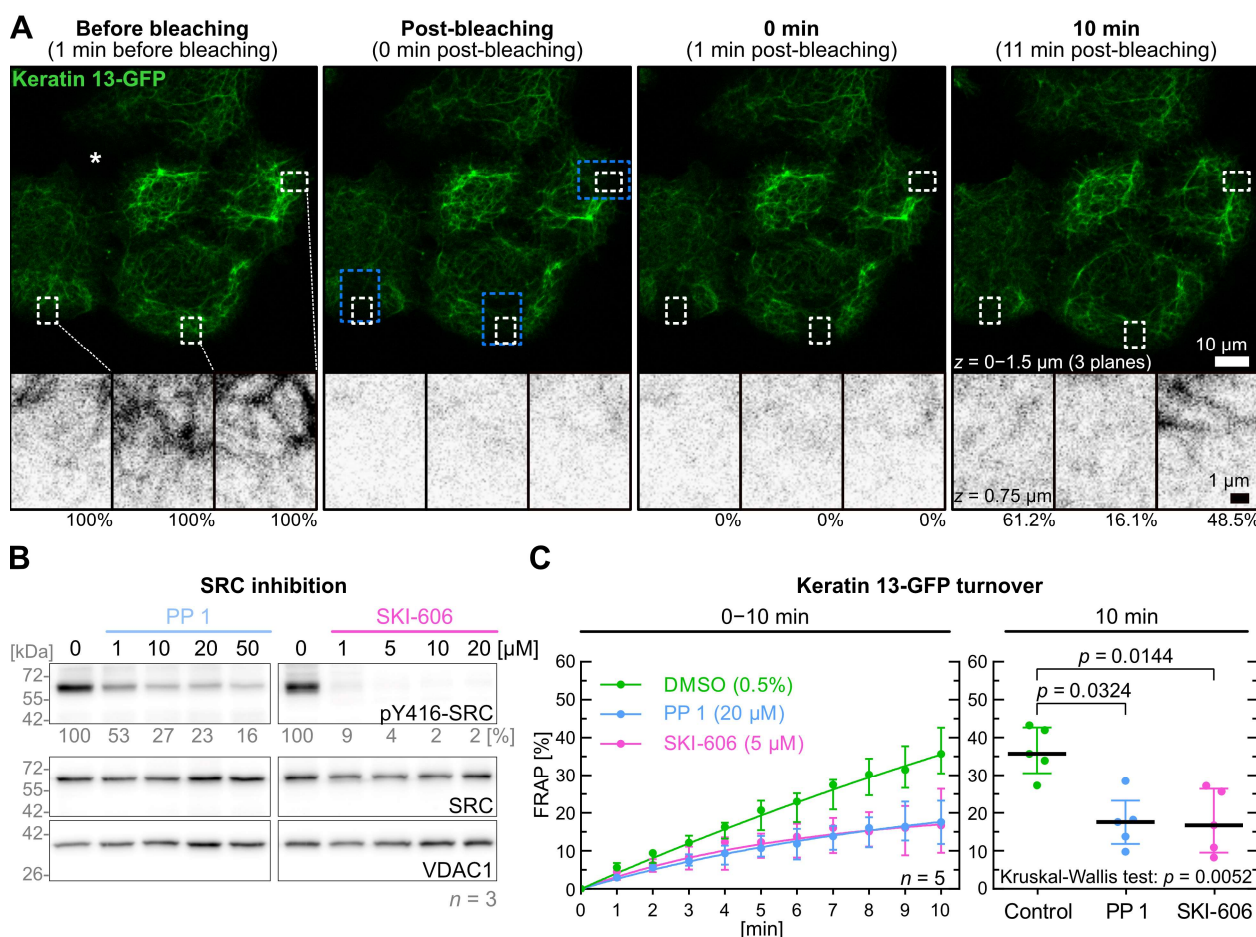 A
Before bleaching
(1 min before bleaching)
Post-bleaching
(0 min post-bleaching)
0 min
(1 min post-bleaching)
10 min
(11 min post-bleaching)
Keratin 13-GFP
*
10 µm
z = 0–1.5 µm (3 planes)
1 µm
z = 0.75 µm
100% 100% 100%
0% 0% 0%
61.2% 16.1% 48.5%
B
SRC inhibition
PP 1 SKI-606
[kDa] 0 1 10 20 50 0 1 5 10 20 [µM]
72-
55-
42-
pY416-SRC
100 53 27 23 16 100 9 4 2 2 [%]
72-
55-
42-
SRC
42-
26-
VDAC1
n = 3
C
Keratin 13-GFP turnover
0–10 min
10 min
FRAP [%]
60
50
40
30
20
10
0
DMSO (0.5%)
PP 1 (20 µM)
SKI-606 (5 µM)
n = 5
0 1 2 3 4 5 6 7 8 9 10
[min]
60
50
40
30
20
10
0
p = 0.0144
p = 0.0324
Kruskal-Wallis test: p = 0.0052
Control PP 1 SKI-606